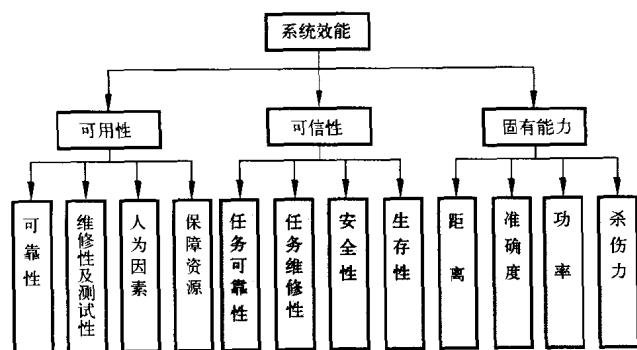 系统效能
可用性
可信性
固有能力
可靠性
维修性及测试性
人为因素
保障资源
任务可靠性
任务维修性
安全性
生存性
距离
准确度
功率
杀伤力